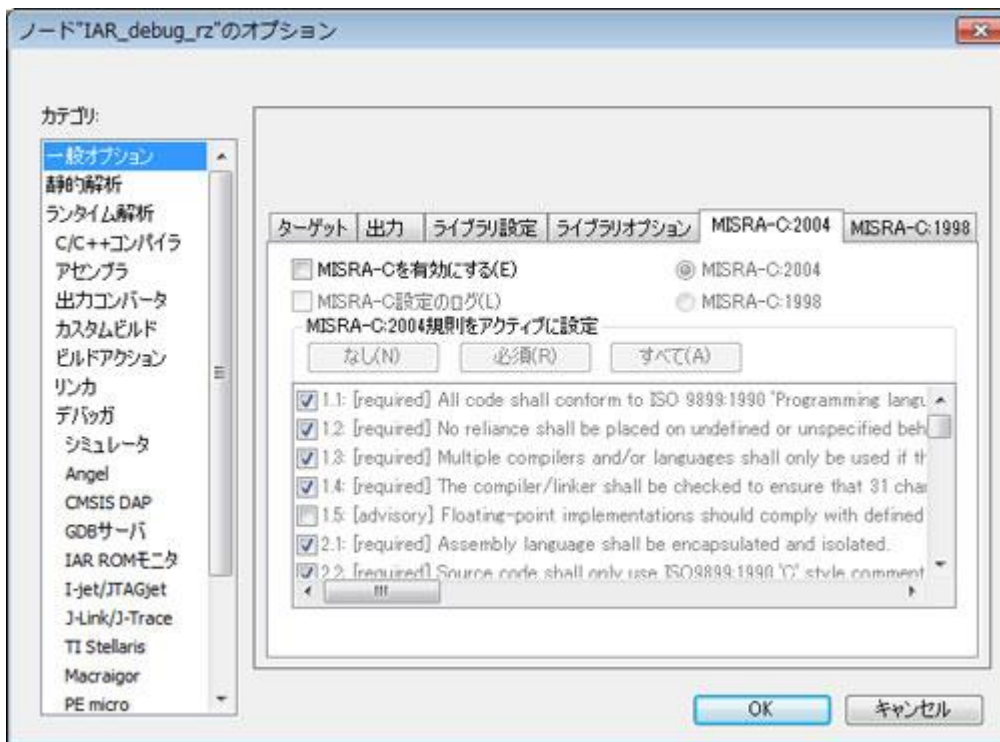 ノード"IAR_debug_rz"のオプション
カテゴリ:
一般オプション
静的解析
ランタイム解析
C/C++コンパイラ
アセンブラ
出力コンバータ
カスタムビルド
ビルドアクション
リンカ
デバッガ
シミュレータ
Angel
CMSIS DAP
GDBサーバ
IAR ROMモニタ
I-jet/JTAGjet
J-Link/J-Trace
TI Stellaris
Macraigor
PE micro
ターゲット 出力 ライブラリ設定 ライブラリオプション MISRA-C:2004 MISRA-C:1998
MISRA-Cを有効にする(E) MISRA-C:2004
MISRA-C設定のログ(L) MISRA-C:1998
MISRA-C:2004規則をアクティブに設定
なし(N) 必須(R) すべて(A)
1.1: [required] All code shall conform to ISO 9899:1990 "Programming langu
1.2: [required] No reliance shall be placed on undefined or unspecified beh
1.3: [required] Multiple compilers and/or languages shall only be used if th
1.4: [required] The compiler/linker shall be checked to ensure that 31 char
1.5: [advisory] Floating-point implementations should comply with defined
2.1: [required] Assembly language shall be encapsulated and isolated.
2.2: [required] Source code shall only use ISO9899:1990 'C' style comment
OK キャンセル